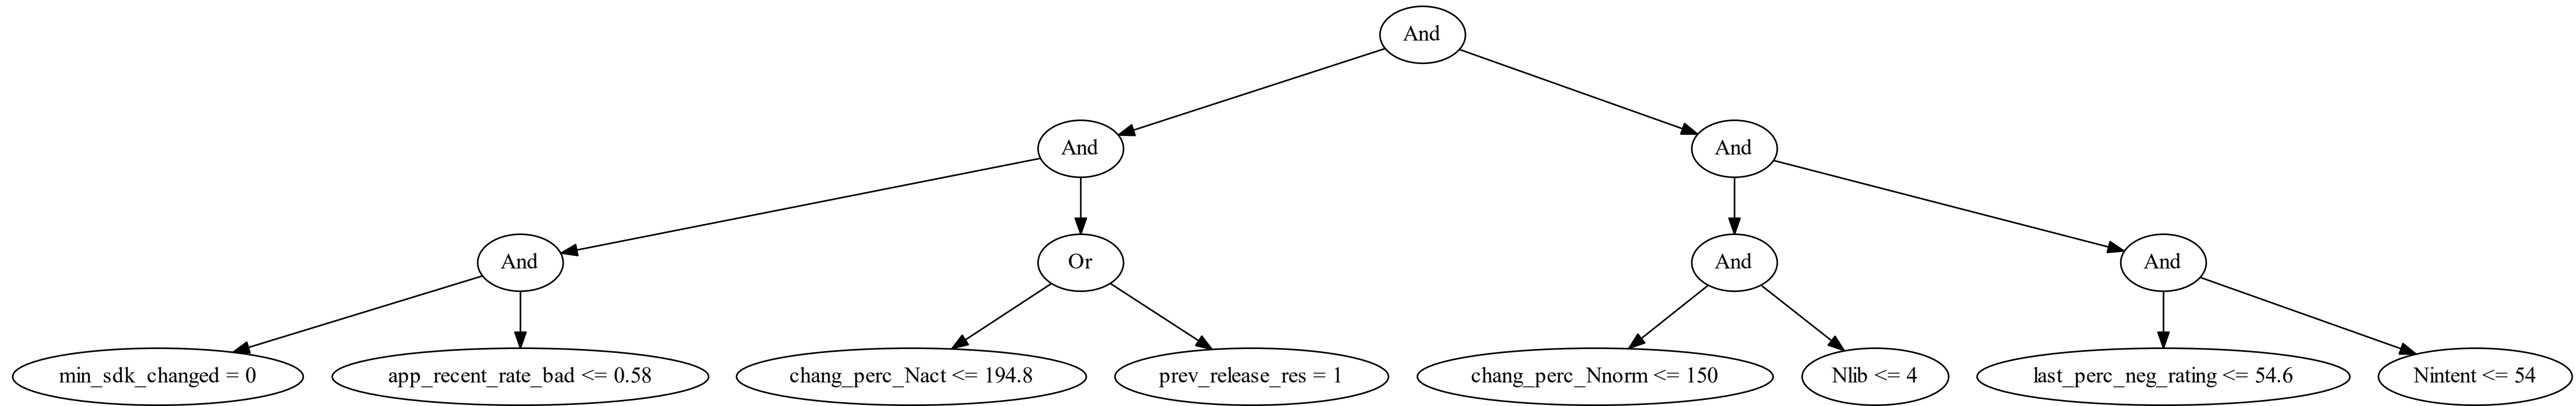 And
And
And
And
Or
And
And
min_sdk_changed = 0
app_recent_rate_bad <= 0.58
chang_perc_Nact <= 194.8
prev_release_res = 1
chang_perc_Nnorm <= 150
Nlib <= 4
last_perc_neg_rating <= 54.6
Nintent <= 54